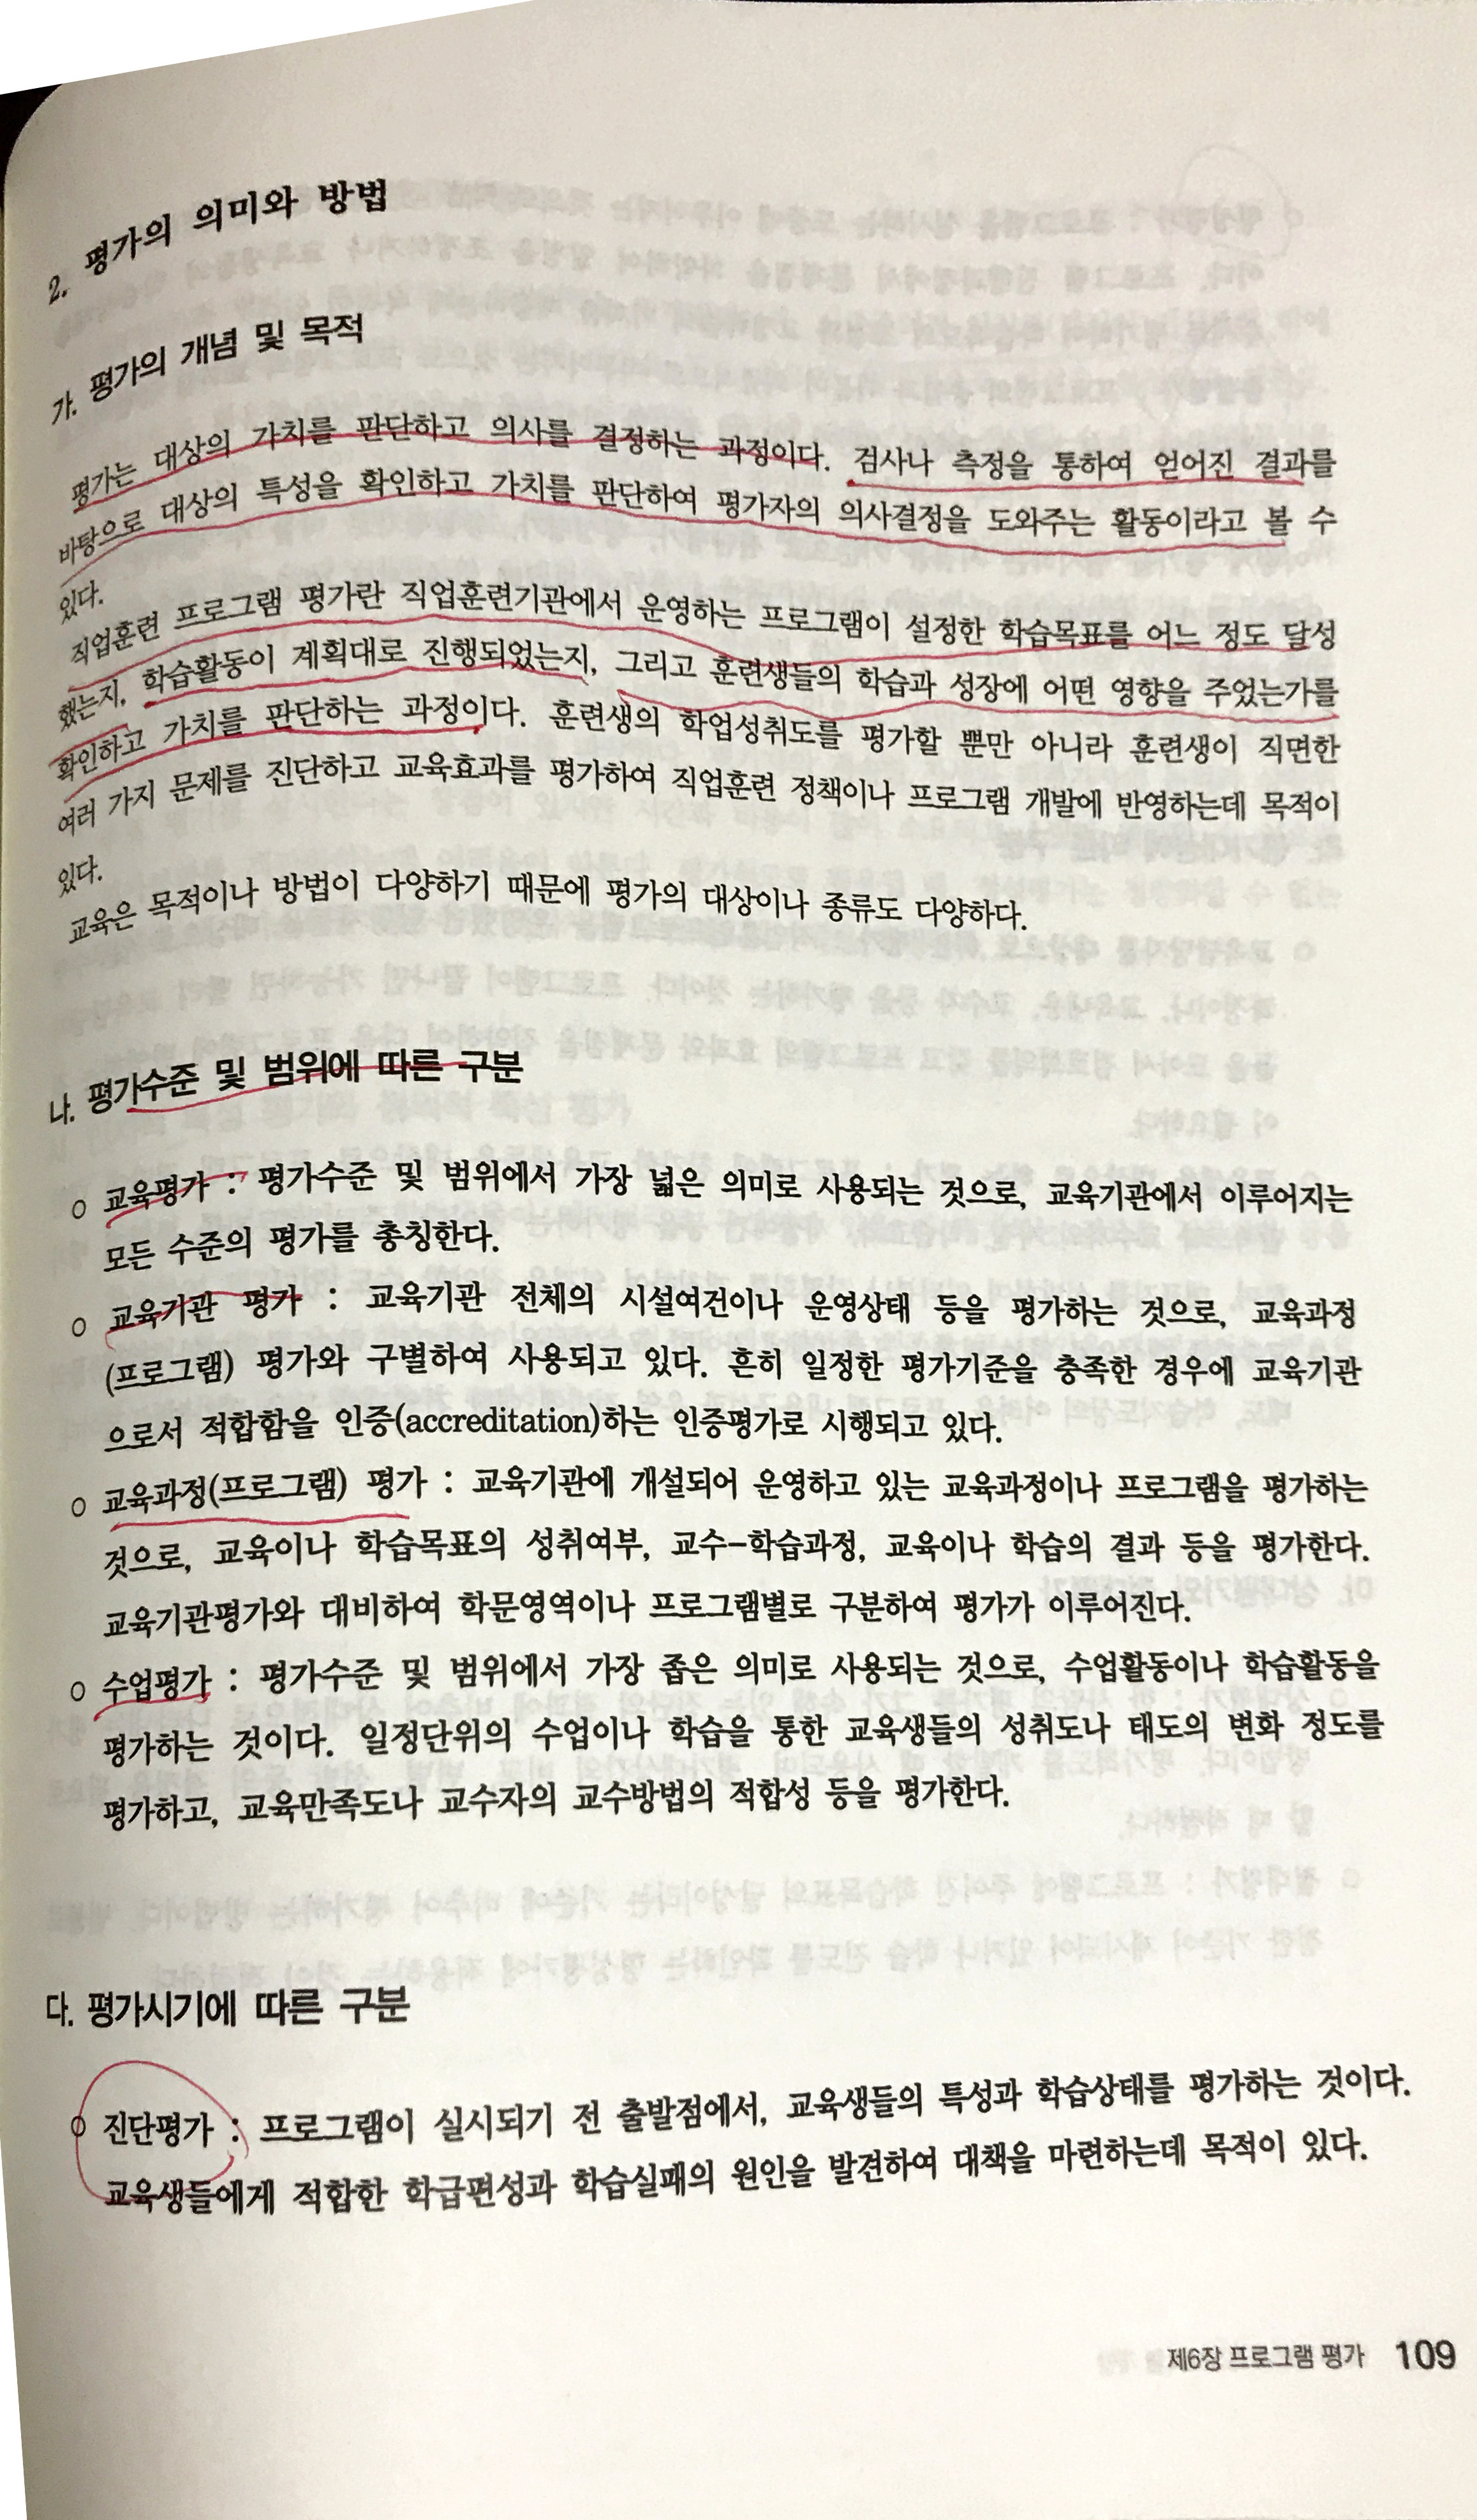 2. 평가의 의미와 방법
가. 평가의 개념 및 목적
평가는 대상의 가치를 판단하고 의사를 결정하는 과정이다. 검사나 측정을 통하여 얻어진 결과를
바탕으로 대상의 특성을 확인하고 가치를 판단하여 평가자의 의사결정을 도와주는 활동이라고 볼 수
있다.
직업훈련 프로그램 평가란 직업훈련기관에서 운영하는 프로그램이 설정한 학습목표를 어느 정도 달성
했는지, 학습활동이 계획대로 진행되었는지, 그리고 훈련생들의 학습과 성장에 어떤 영향을 주었는가를
확인하고 가치를 판단하는 과정이다. 훈련생의 학업성취도를 평가할 뿐만 아니라 훈련생이 직면한
여러 가지 문제를 진단하고 교육효과를 평가하여 직업훈련 정책이나 프로그램 개발에 반영하는데 목적이
있다.
교육은 목적이나 방법이 다양하기 때문에 평가의 대상이나 종류도 다양하다.
나. 평가수준 및 범위에 따른 구분
○ 교육평가 : 평가수준 및 범위에서 가장 넓은 의미로 사용되는 것으로, 교육기관에서 이루어지는
모든 수준의 평가를 총칭한다.
○ 교육기관 평가 : 교육기관 전체의 시설여건이나 운영상태 등을 평가하는 것으로, 교육과정
(프로그램) 평가와 구별하여 사용되고 있다. 흔히 일정한 평가기준을 충족한 경우에 교육기관
으로서 적합함을 인증(accreditation)하는 인증평가로 시행되고 있다.
○ 교육과정(프로그램) 평가 : 교육기관에 개설되어 운영하고 있는 교육과정이나 프로그램을 평가하는
것으로, 교육이나 학습목표의 성취여부, 교수-학습과정, 교육이나 학습의 결과 등을 평가한다.
교육기관평가와 대비하여 학문영역이나 프로그램별로 구분하여 평가가 이루어진다.
○ 수업평가 : 평가수준 및 범위에서 가장 좁은 의미로 사용되는 것으로, 수업활동이나 학습활동을
평가하는 것이다. 일정단위의 수업이나 학습을 통한 교육생들의 성취도나 태도의 변화 정도를
평가하고, 교육만족도나 교수자의 교수방법의 적합성 등을 평가한다.
다. 평가시기에 따른 구분
○ 진단평가 : 프로그램이 실시되기 전 출발점에서, 교육생들의 특성과 학습상태를 평가하는 것이다.
교육생들에게 적합한 학급편성과 학습실패의 원인을 발견하여 대책을 마련하는데 목적이 있다.
제6장 프로그램 평가 109